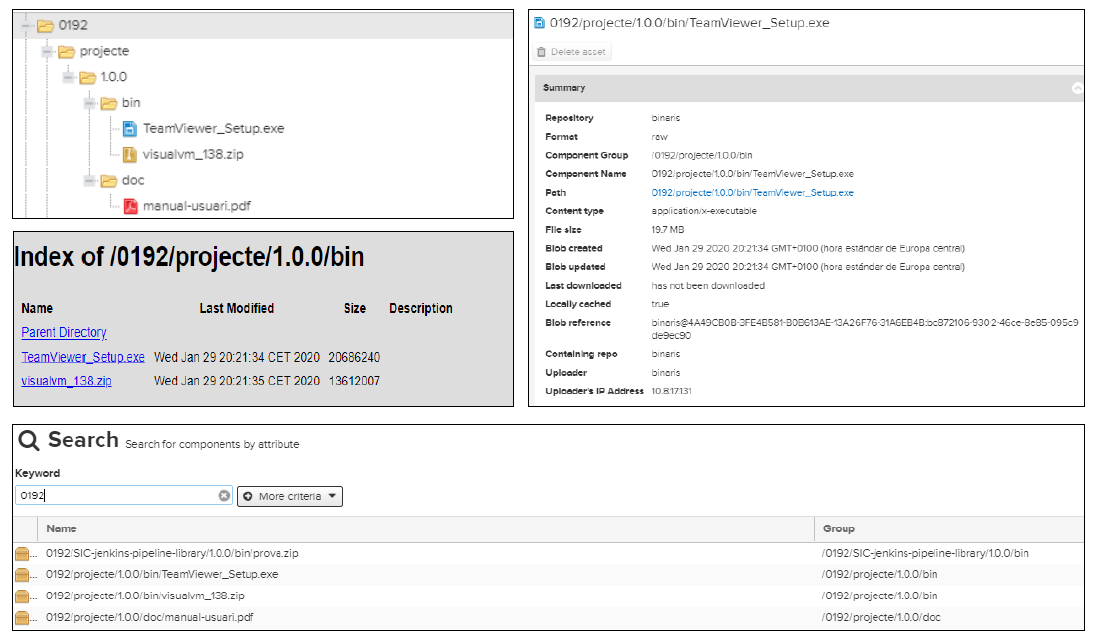 0192
projecte
1.0.0
bin
TeamViewer_Setup.exe
visualvm_138.zip
doc
manual-usuari.pdf
Index of /0192/projecte/1.0.0/bin
Name Last Modified Size Description
Parent Directory
TeamViewer_Setup.exe Wed Jan 29 20:21:34 CET 2020 20686240
visualvm_138.zip Wed Jan 29 20:21:35 CET 2020 13612007
0192/projecte/1.0.0/bin/TeamViewer_Setup.exe
Delete asset
Summary
Repository binaris
Format raw
Component Group /0192/projecte/1.0.0/bin
Component Name 0192/projecte/1.0.0/bin/TeamViewer_Setup.exe
Path 0192/projecte/1.0.0/bin/TeamViewer_Setup.exe
Content type application/x-executable
File size 19.7 MB
Blob created Wed Jan 29 2020 20:21:34 GMT+0100 (hora estándar de Europa central)
Blob updated Wed Jan 29 2020 20:21:34 GMT+0100 (hora estándar de Europa central)
Last downloaded has not been downloaded
Locally cached true
Blob reference binaris@4A49CB0B-3FE4B581-B0B613AE-13A26F76-31A6EB4B:bc872106-9302-46ce-8e85-095c9
de9ec90
Containing repo binaris
Uploader binaris
Uploader's IP Address 10.8.17.131
Search Search for components by attribute
Keyword
0192 More criteria
Name Group
... 0192/SIC-jenkins-pipeline-library/1.0.0/bin/prova.zip /0192/SIC-jenkins-pipeline-library/1.0.0/bin
... 0192/projecte/1.0.0/bin/TeamViewer_Setup.exe /0192/projecte/1.0.0/bin
... 0192/projecte/1.0.0/bin/visualvm_138.zip /0192/projecte/1.0.0/bin
... 0192/projecte/1.0.0/doc/manual-usuari.pdf /0192/projecte/1.0.0/doc